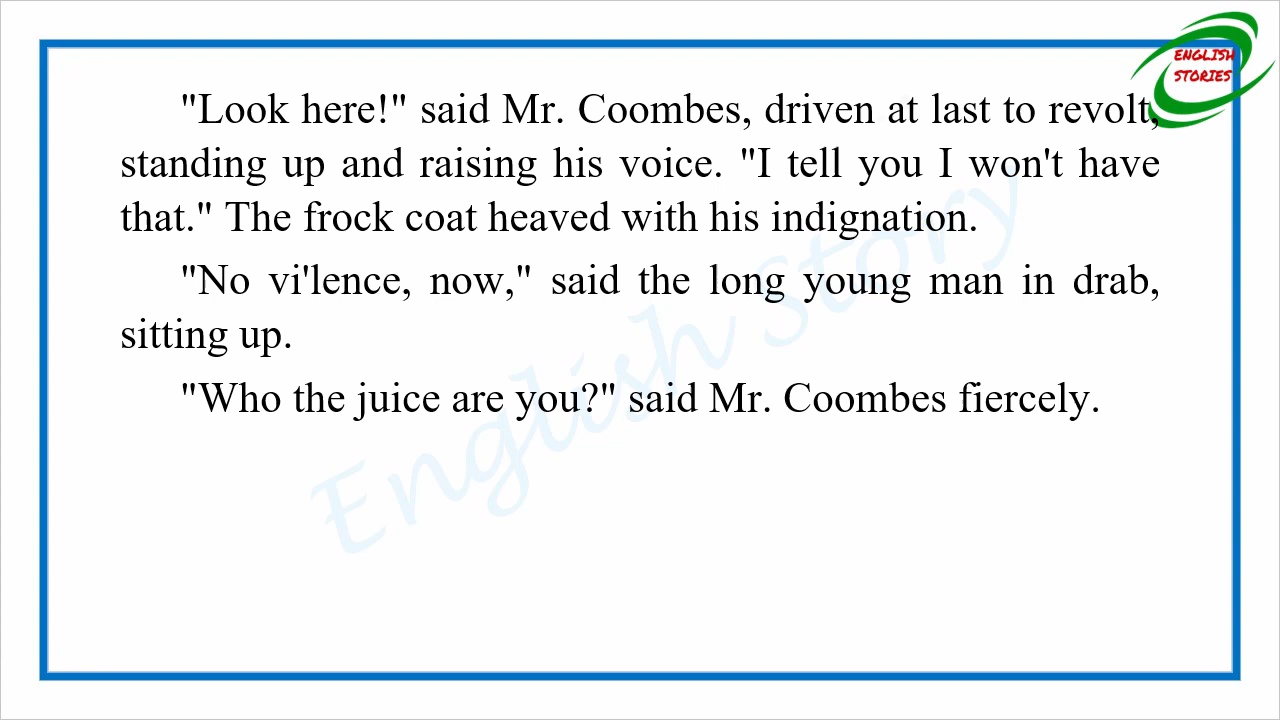 ENGLISH
STORIES
"Look here!" said Mr. Coombes, driven at last to revolt,
standing up and raising his voice. "I tell you I won't have
that." The frock coat heaved with his indignation.
"No vi'lence, now," said the long young man in drab,
sitting up.
"Who the juice are you?" said Mr. Coombes fiercely.
English Story